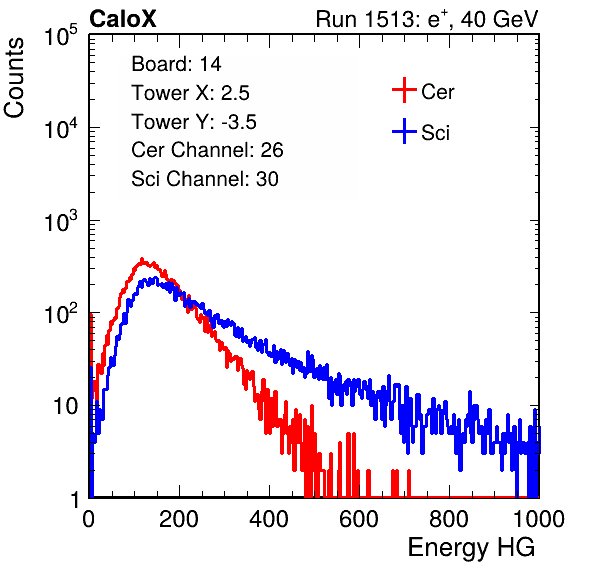 CaloX Run 1513: e⁺, 40 GeV
10⁵
Board: 14
Tower X: 2.5
Tower Y: -3.5
Cer Channel: 26
Sci Channel: 30
Cer
Sci
Counts
10⁴
10³
10²
10
1
0 200 400 600 800 1000
Energy HG